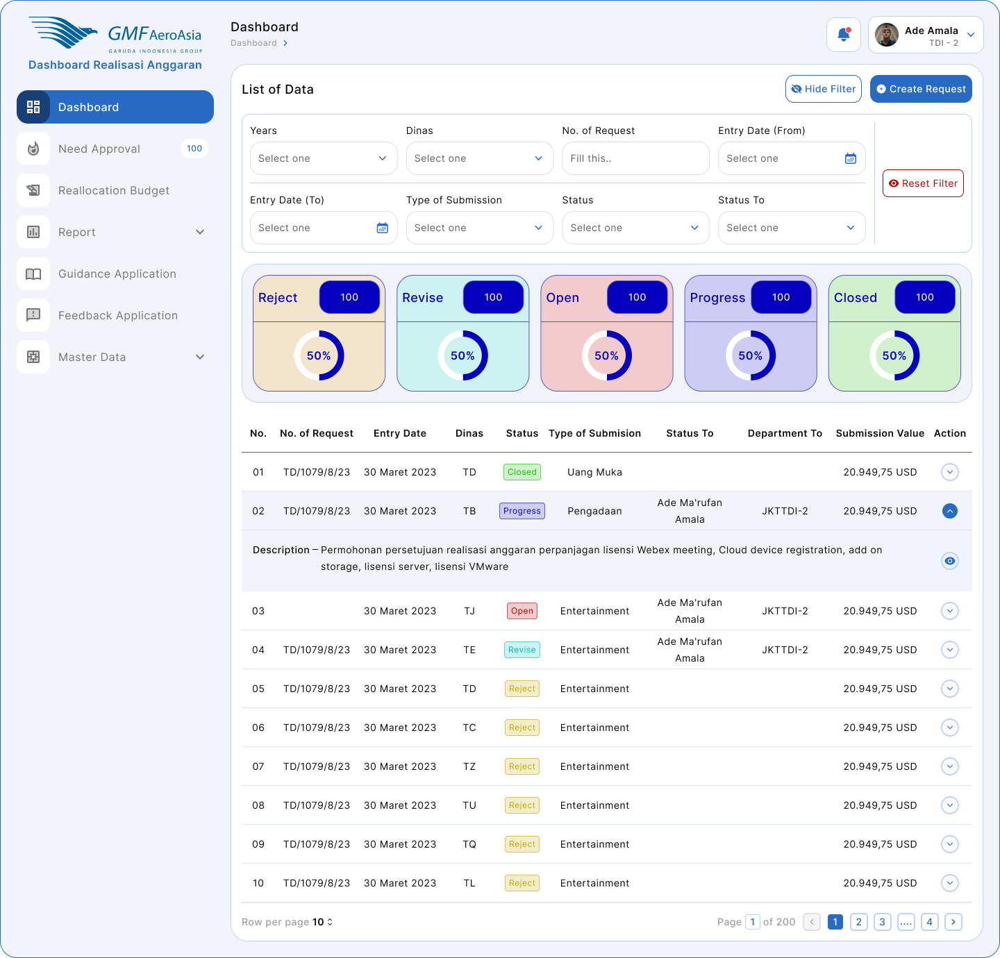 GMF AeroAsia
GARUDA INDONESIA GROUP
Dashboard Realisasi Anggaran
Dashboard
Need Approval 100
Reallocation Budget
Report
Guidance Application
Feedback Application
Master Data
Dashboard
Dashboard
Ade Amala
TDI - 2
List of Data
Hide Filter
Create Request
Years Dinas No. of Request Entry Date (From)
Select one Select one Fill this.. Select one
Reset Filter
Entry Date (To) Type of Submission Status Status To
Select one Select one Select one Select one
Reject 100 Revise 100 Open 100 Progress 100 Closed 100
50% 50% 50% 50% 50%
No. No. of Request Entry Date Dinas Status Type of Submision Status To Department To Submission Value Action
01 TD/1079/8/23 30 Maret 2023 TD Closed Uang Muka 20.949,75 USD
02 TD/1079/8/23 30 Maret 2023 TB Progress Pengadaan Ade Ma'rufan Amala JKTTDI-2 20.949,75 USD
Description – Permohonan persetujuan realisasi anggaran perpanjagan lisensi Webex meeting, Cloud device registration, add on
storage, lisensi server, lisensi VMware
03 30 Maret 2023 TJ Open Entertainment Ade Ma'rufan Amala JKTTDI-2 20.949,75 USD
04 TD/1079/8/23 30 Maret 2023 TE Revise Entertainment Ade Ma'rufan Amala JKTTDI-2 20.949,75 USD
05 TD/1079/8/23 30 Maret 2023 TD Reject Entertainment 20.949,75 USD
06 TD/1079/8/23 30 Maret 2023 TC Reject Entertainment 20.949,75 USD
07 TD/1079/8/23 30 Maret 2023 TZ Reject Entertainment 20.949,75 USD
08 TD/1079/8/23 30 Maret 2023 TU Reject Entertainment 20.949,75 USD
09 TD/1079/8/23 30 Maret 2023 TQ Reject Entertainment 20.949,75 USD
10 TD/1079/8/23 30 Maret 2023 TL Reject Entertainment 20.949,75 USD
Row per page 10
Page 1 of 200 < 1 2 3 .... 4 >